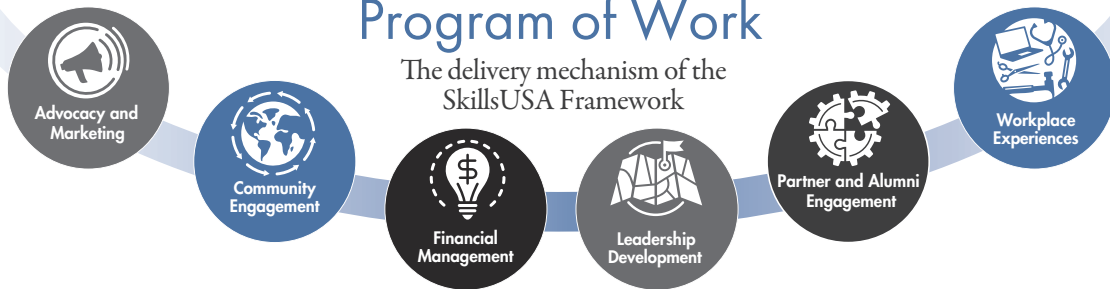 Program of Work
The delivery mechanism of the
SkillsUSA Framework
Advocacy and
Marketing
Community
Engagement
$
Financial
Management
Leadership
Development
Partner and Alumni
Engagement
Workplace
Experiences